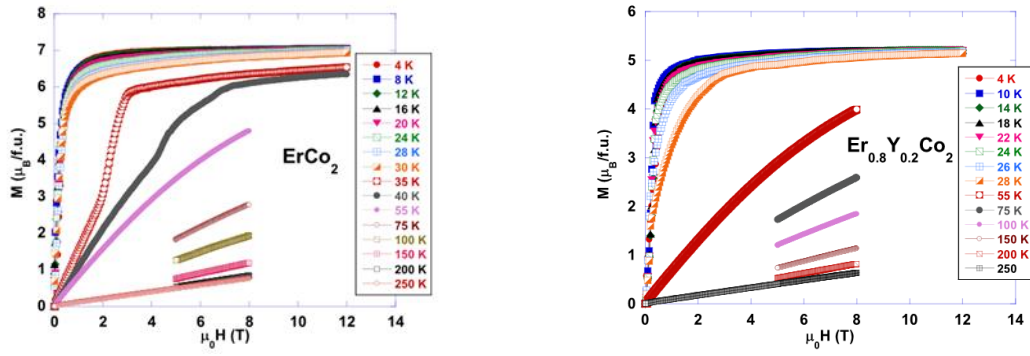 8
7
6
5
4
3
2
1
0
M (μB/f.u.)
0 2 4 6 8 10 12 14
μ0H (T)
ErCo2
4 K
8 K
12 K
16 K
20 K
24 K
28 K
30 K
35 K
40 K
55 K
75 K
100 K
150 K
200 K
250 K
6
5
4
3
2
1
0
M (μB/f.u.)
0 2 4 6 8 10 12 14
μ0H (T)
Er0.8Y0.2Co2
4 K
10 K
14 K
18 K
22 K
24 K
26 K
28 K
55 K
75 K
100 K
150 K
200 K
250